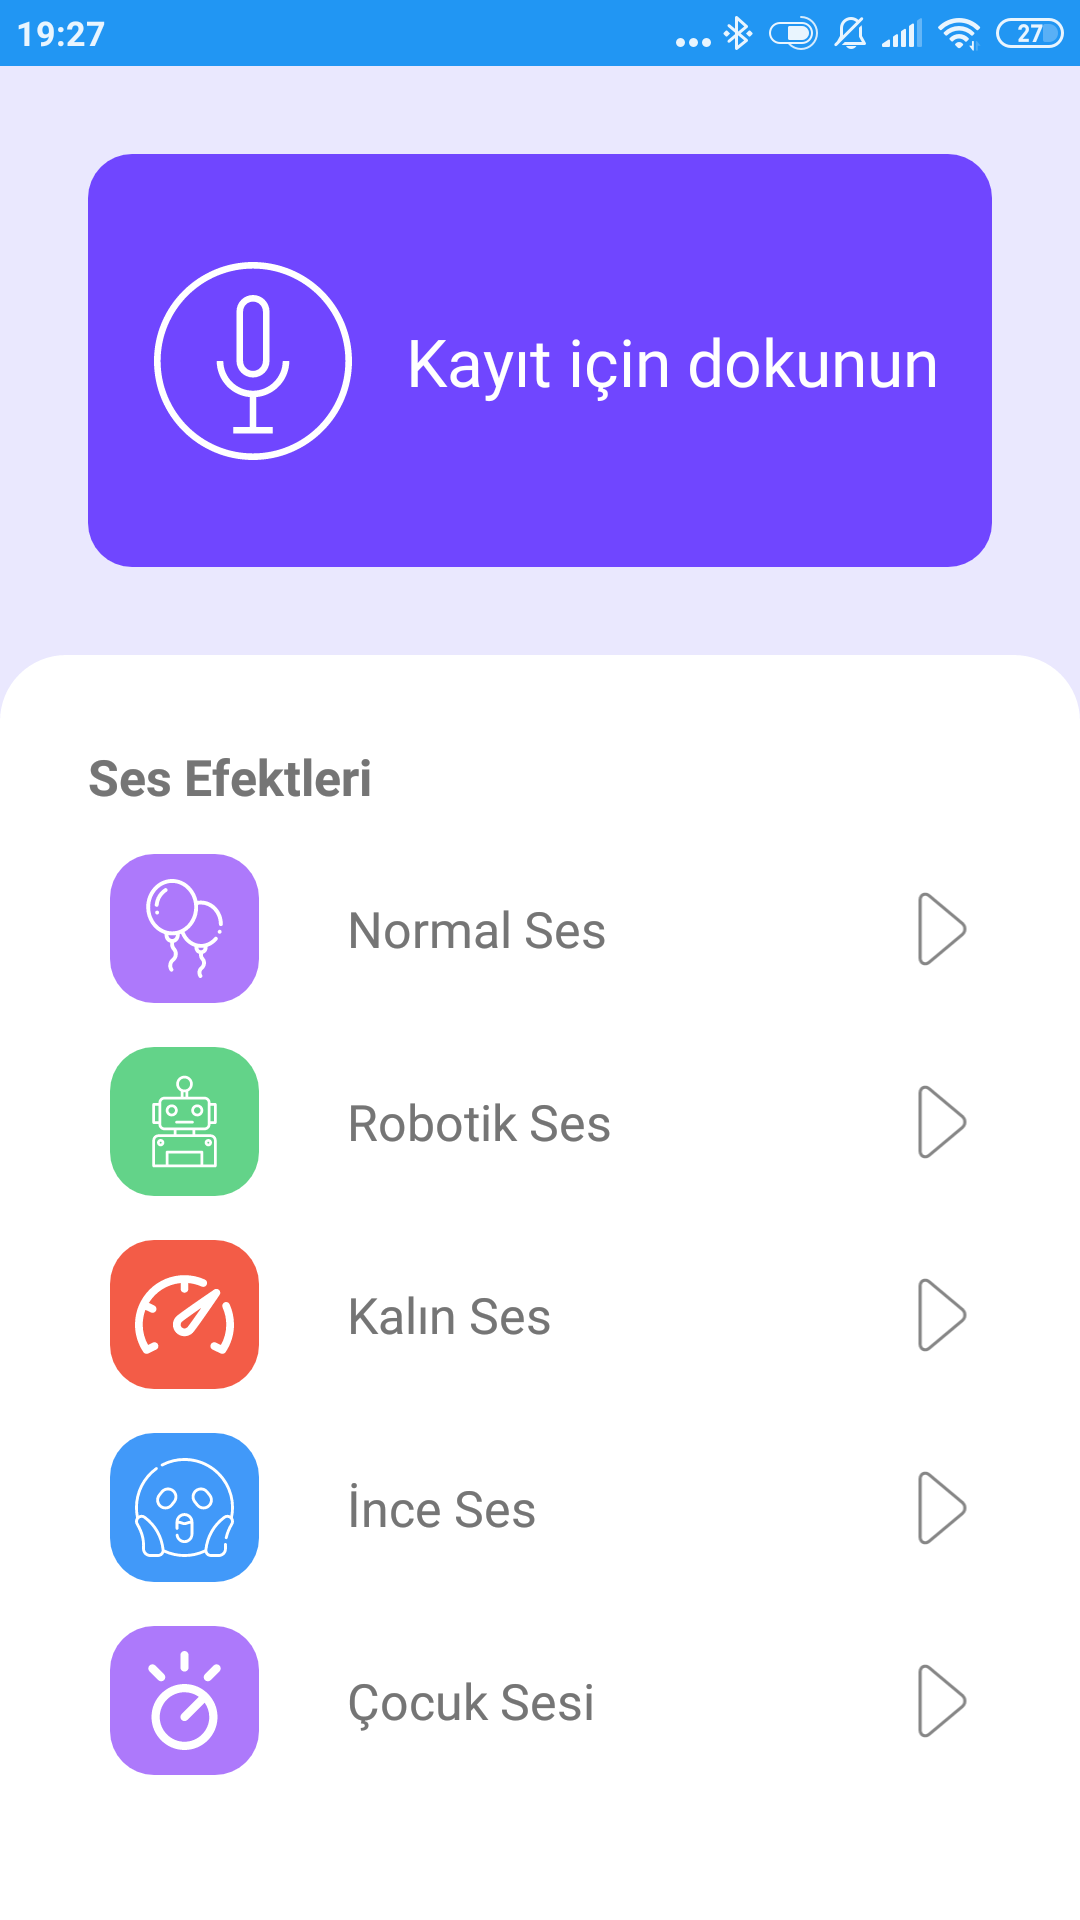 19:27
27
Kayıt için dokunun
Ses Efektleri
Normal Ses
Robotik Ses
Kalın Ses
İnce Ses
Çocuk Sesi